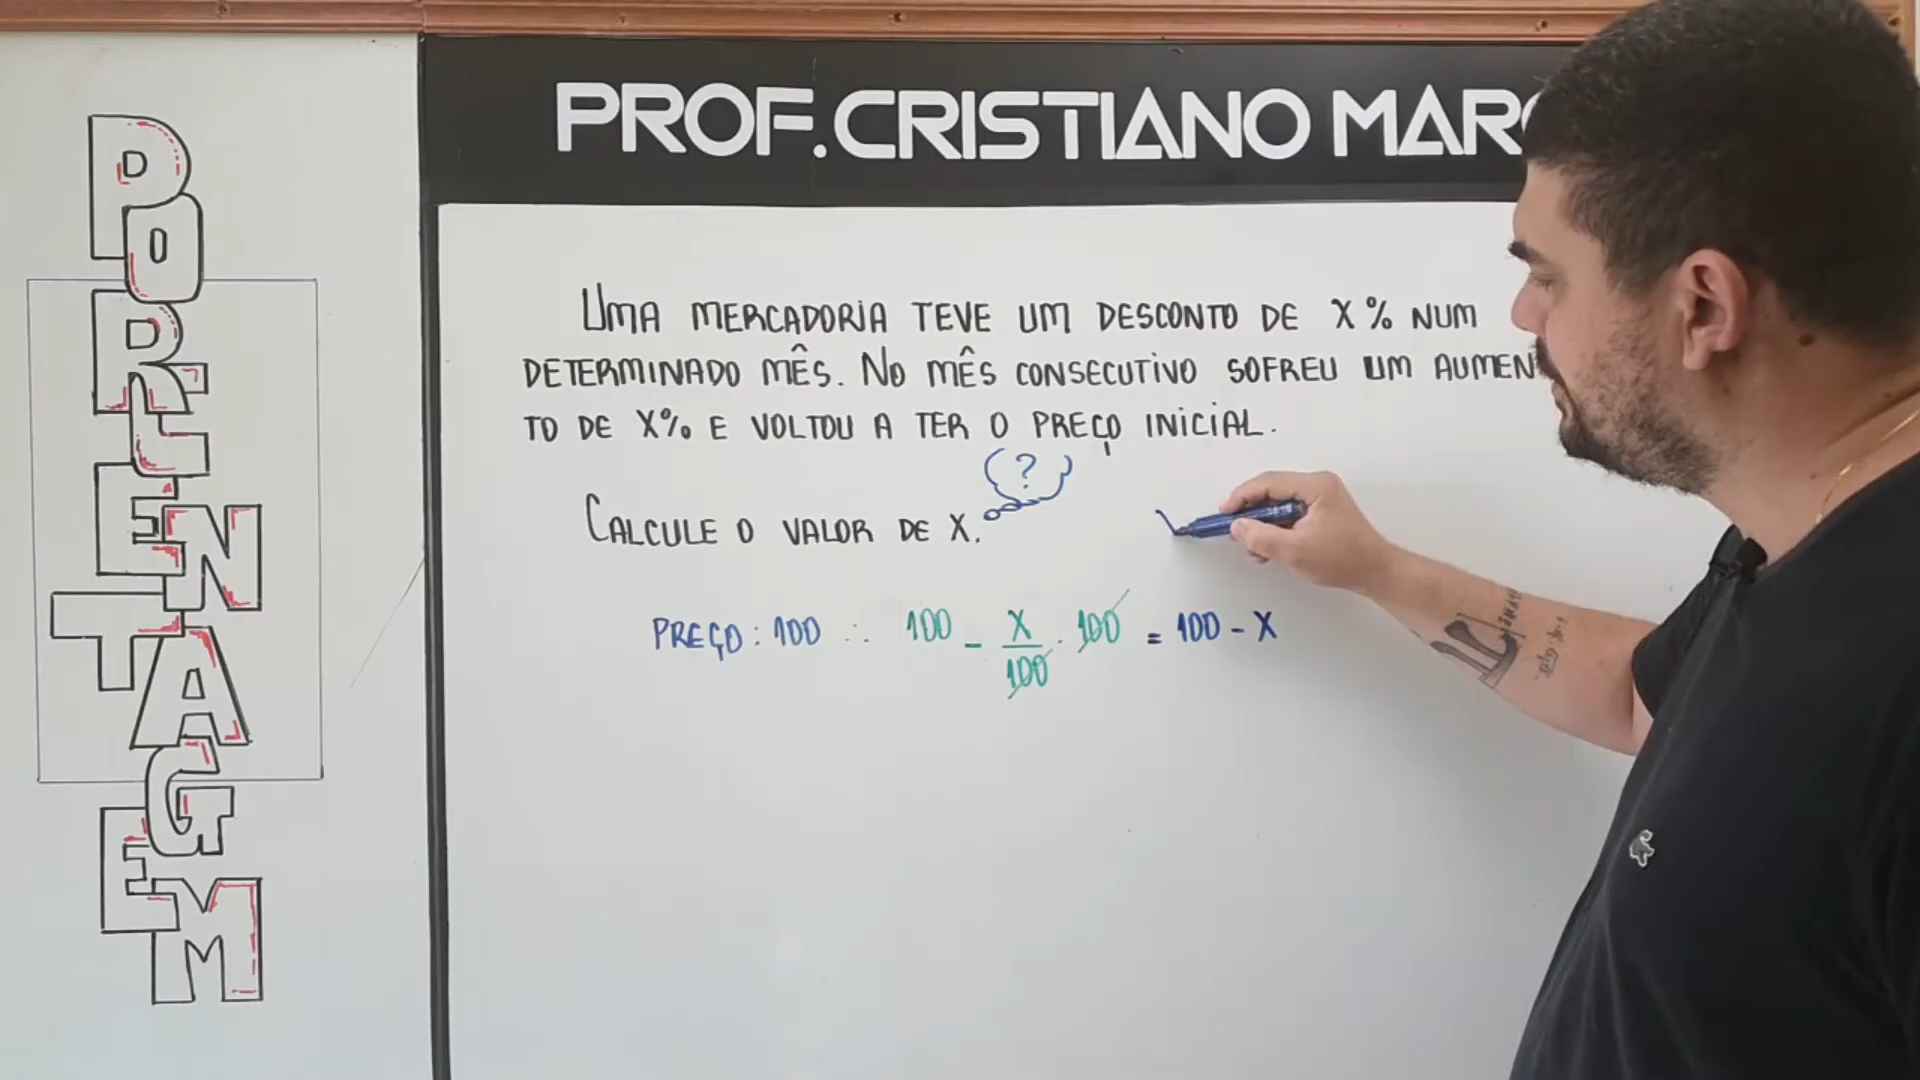 PORCENTAGEM
PROF.CRISTIANO MAR
UMA MERCADORIA TEVE UM DESCONTO DE X% NUM
DETERMINADO MÊS. NO MÊS CONSECUTIVO SOFREU UM AUMEN
TO DE X% E VOLTOU A TER O PREÇO INICIAL.
?
CALCULE O VALOR DE X.
PREÇO: 100 ∴ 100 - X/100 · 100 = 100 - X